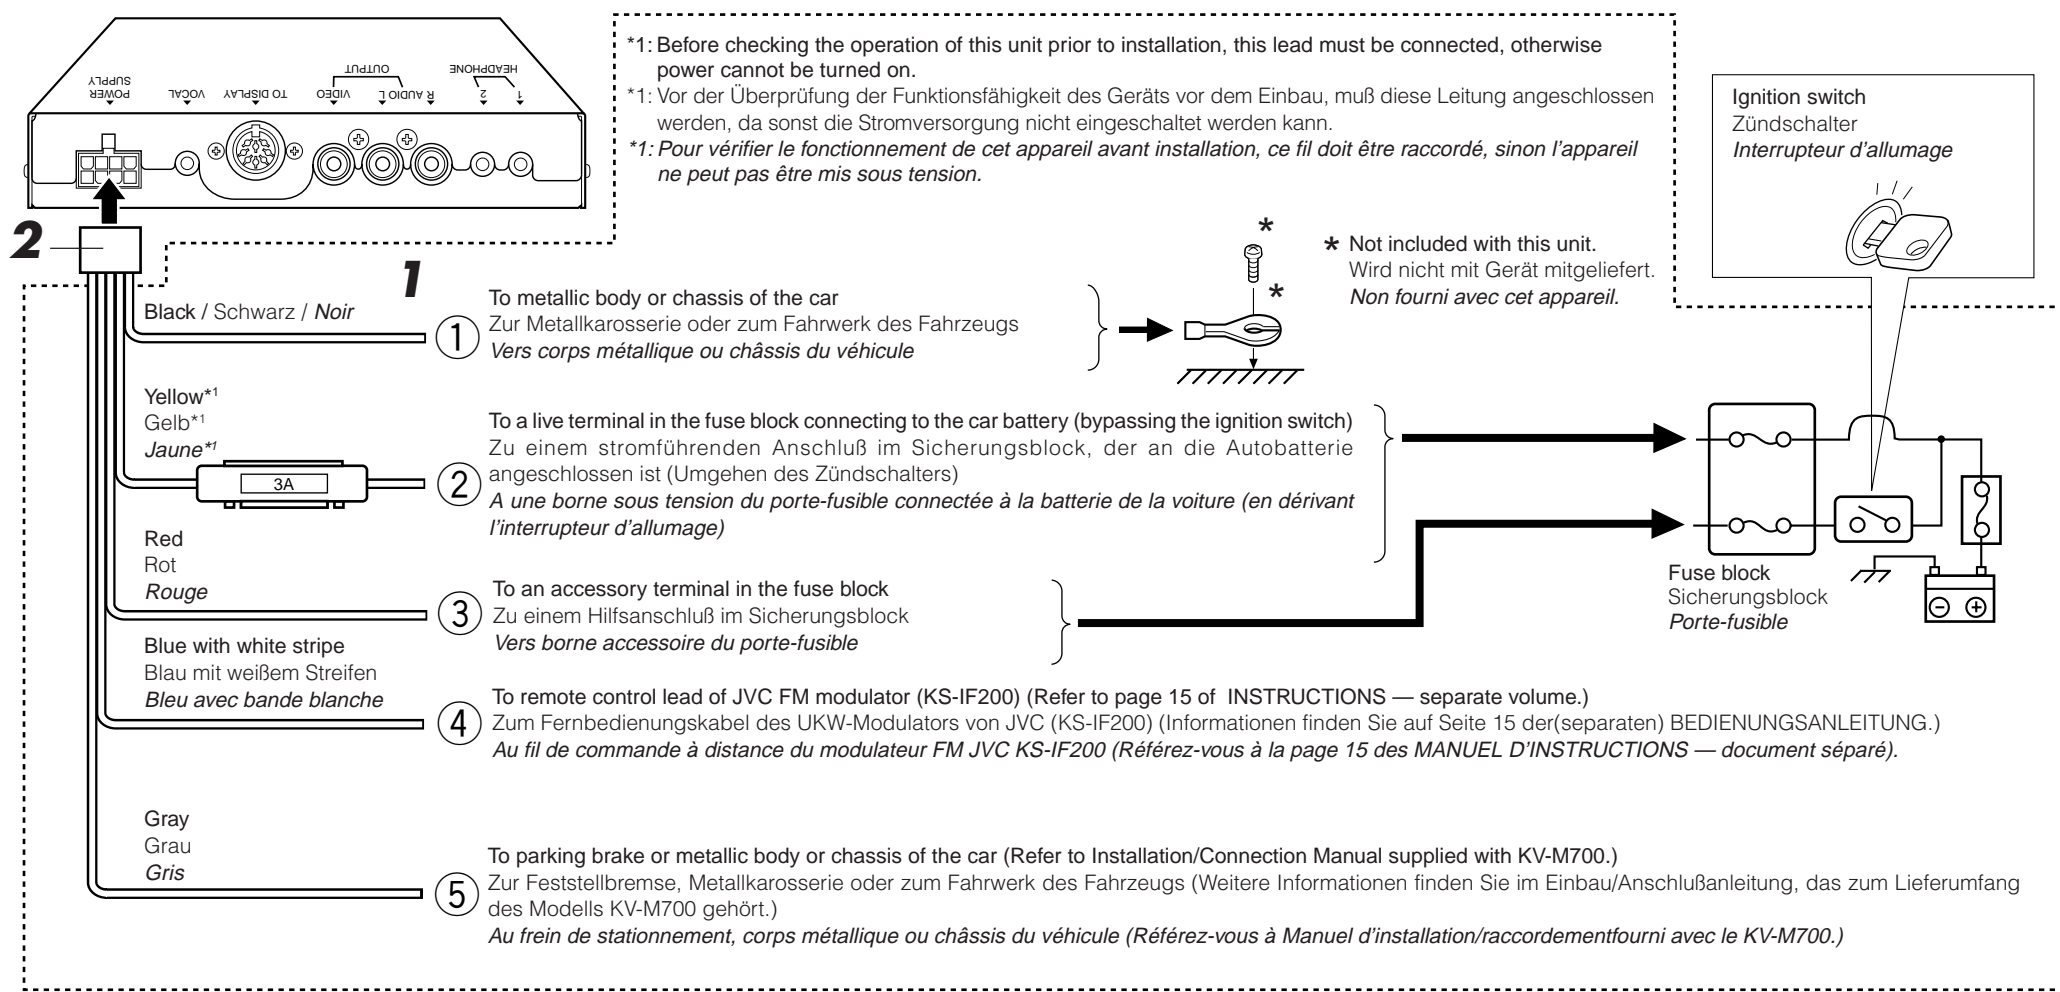 POWER
SUPPLY
VOCAL
TO DISPLAY
VIDEO
R AUDIO L
OUTPUT
2
1
HEADPHONE
*1: Before checking the operation of this unit prior to installation, this lead must be connected, otherwise
power cannot be turned on.
*1: Vor der Überprüfung der Funktionsfähigkeit des Geräts vor dem Einbau, muß diese Leitung angeschlossen
werden, da sonst die Stromversorgung nicht eingeschaltet werden kann.
*1: Pour vérifier le fonctionnement de cet appareil avant installation, ce fil doit être raccordé, sinon l'appareil
ne peut pas être mis sous tension.
Ignition switch
Zündschalter
Interrupteur d'allumage
2
1
*
*
* Not included with this unit.
Wird nicht mit Gerät mitgeliefert.
Non fourni avec cet appareil.
Black / Schwarz / Noir
1
To metallic body or chassis of the car
Zur Metallkarosserie oder zum Fahrwerk des Fahrzeugs
Vers corps métallique ou châssis du véhicule
Yellow*1
Gelb*1
Jaune*1
3A
2
To a live terminal in the fuse block connecting to the car battery (bypassing the ignition switch)
Zu einem stromführenden Anschluß im Sicherungsblock, der an die Autobatterie
angeschlossen ist (Umgehen des Zündschalters)
A une borne sous tension du porte-fusible connectée à la batterie de la voiture (en dérivant
l'interrupteur d'allumage)
Red
Rot
Rouge
3
To an accessory terminal in the fuse block
Zu einem Hilfsanschluß im Sicherungsblock
Vers borne accessoire du porte-fusible
Fuse block
Sicherungsblock
Porte-fusible
Blue with white stripe
Blau mit weißem Streifen
Bleu avec bande blanche
4
To remote control lead of JVC FM modulator (KS-IF200) (Refer to page 15 of INSTRUCTIONS — separate volume.)
Zum Fernbedienungskabel des UKW-Modulators von JVC (KS-IF200) (Informationen finden Sie auf Seite 15 der(separaten) BEDIENUNGSANLEITUNG.)
Au fil de commande à distance du modulateur FM JVC KS-IF200 (Référez-vous à la page 15 des MANUEL D'INSTRUCTIONS — document séparé).
Gray
Grau
Gris
5
To parking brake or metallic body or chassis of the car (Refer to Installation/Connection Manual supplied with KV-M700.)
Zur Feststellbremse, Metallkarosserie oder zum Fahrwerk des Fahrzeugs (Weitere Informationen finden Sie im Einbau/Anschlußanleitung, das zum Lieferumfang
des Modells KV-M700 gehört.)
Au frein de stationnement, corps métallique ou châssis du véhicule (Référez-vous à Manuel d'installation/raccordementfourni avec le KV-M700.)